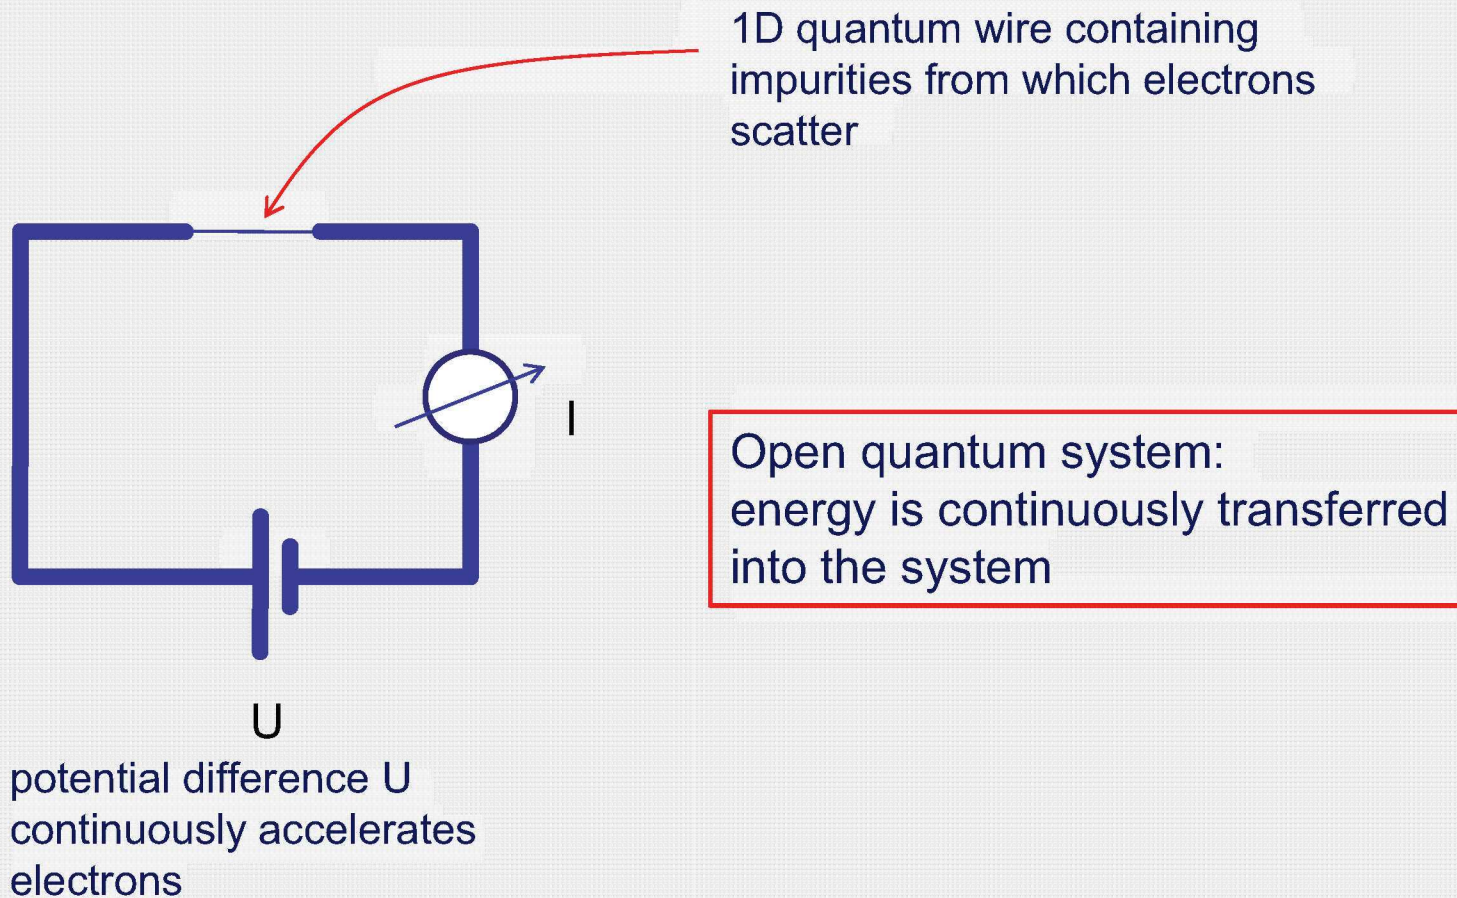 1D quantum wire containing
impurities from which electrons
scatter
I
Open quantum system:
energy is continuously transferred
into the system
U
potential difference U
continuously accelerates
electrons